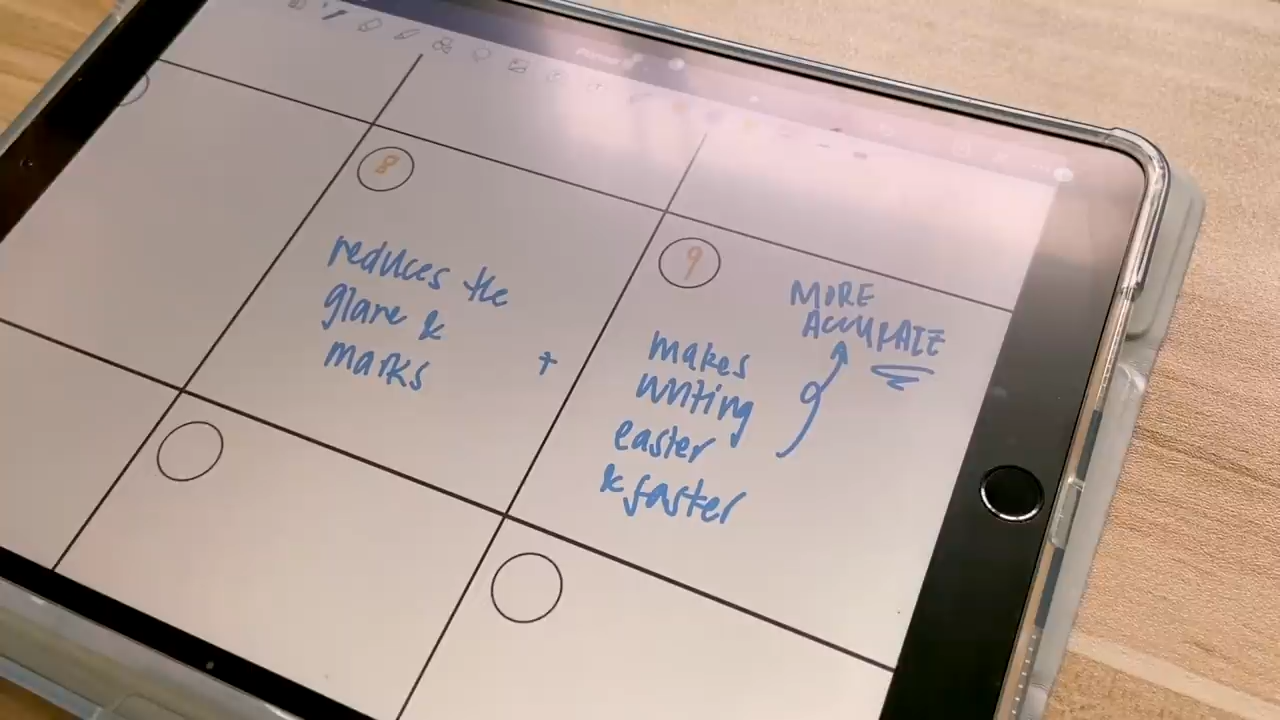 8
reduces the
glare &
marks
+
9
MORE
ACCURATE
makes
writing
easier
& faster